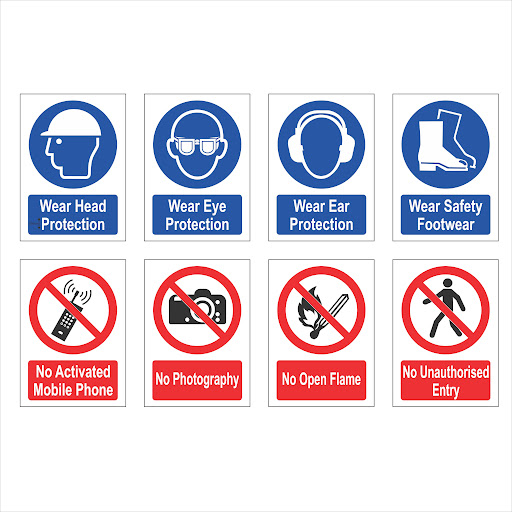 Wear Head
Protection
Wear Eye
Protection
Wear Ear
Protection
Wear Safety
Footwear
No Activated
Mobile Phone
No Photography
No Open Flame
No Unauthorised
Entry